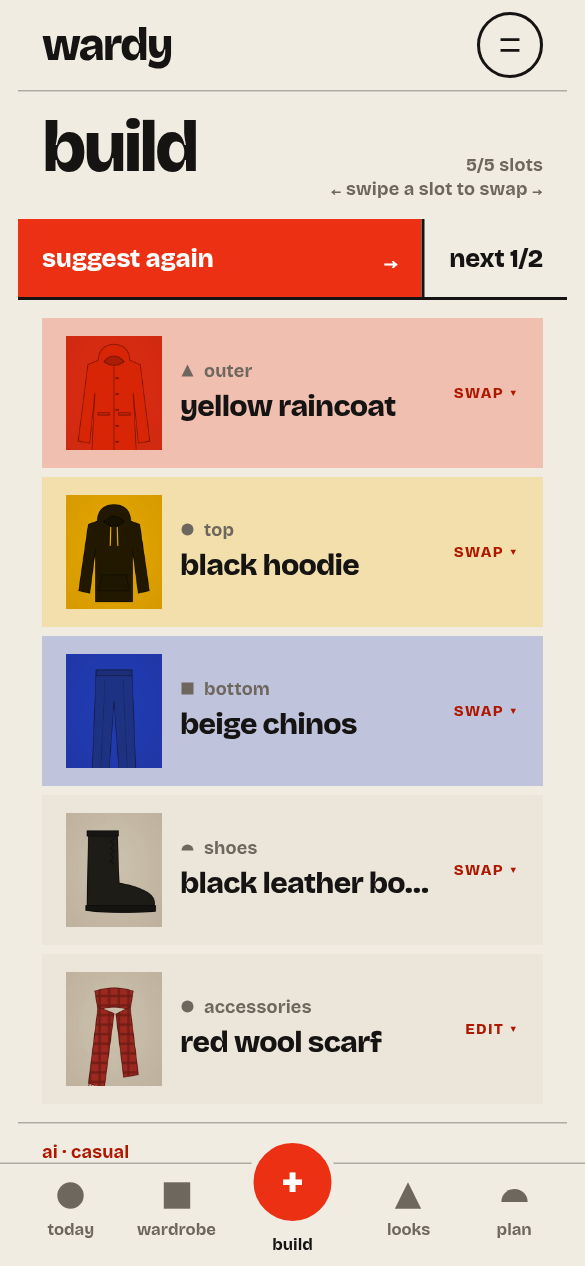 wardy
build
5/5 slots
← swipe a slot to swap →
suggest again →
next 1/2
outer
yellow raincoat
SWAP ▾
top
black hoodie
SWAP ▾
bottom
beige chinos
SWAP ▾
shoes
black leather bo...
SWAP ▾
accessories
red wool scarf
EDIT ▾
ai · casual
today
wardrobe
build
looks
plan